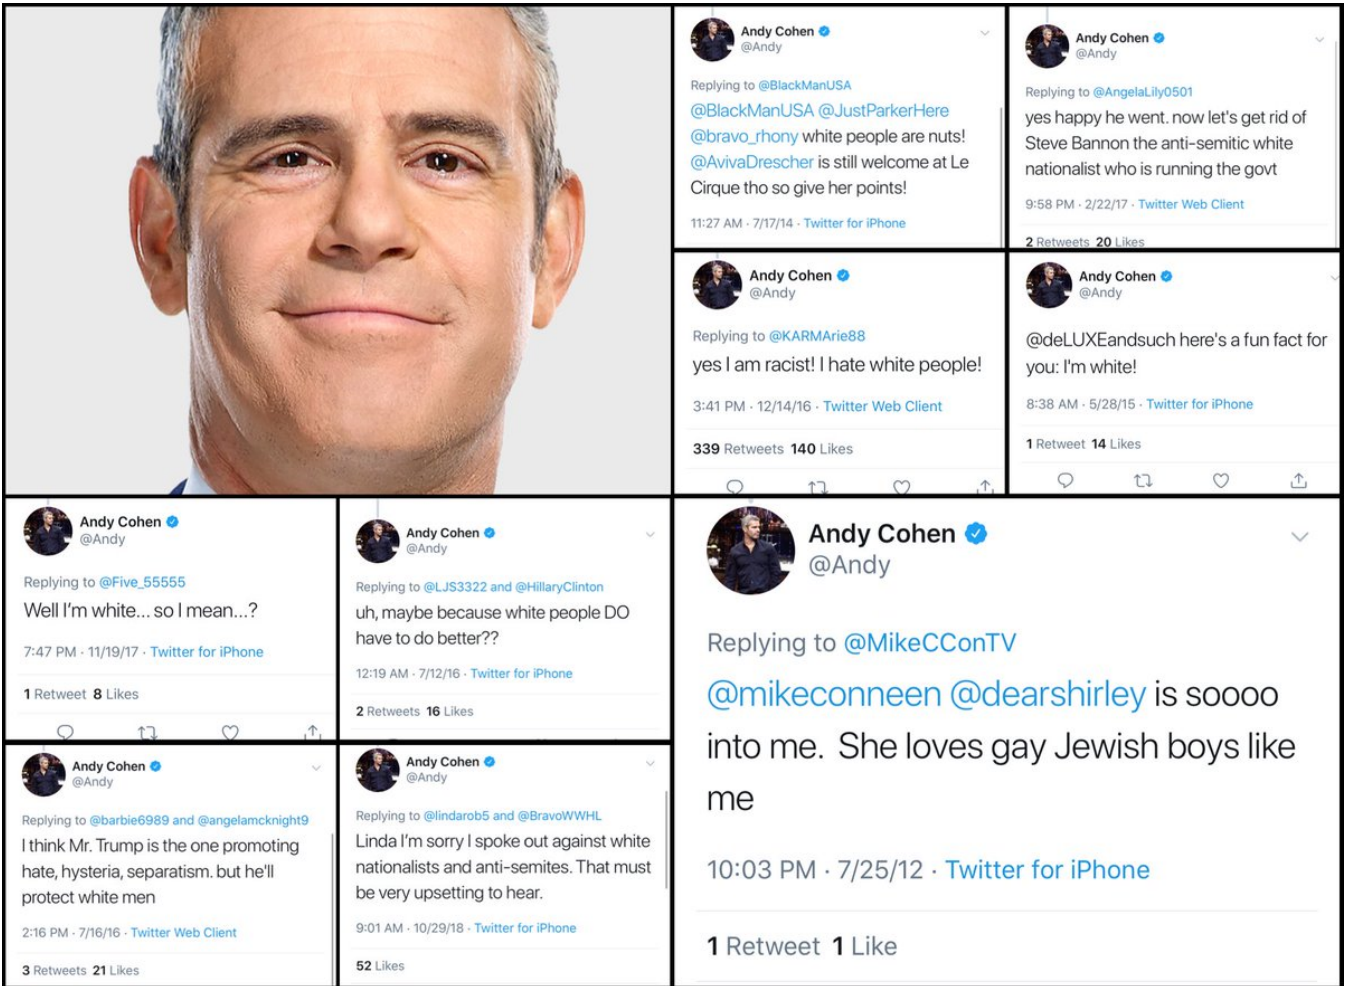 Andy Cohen
@Andy
Replying to @BlackManUSA
@BlackManUSA @JustParkerHere
@bravo_rhony white people are nuts!
@AvivaDrescher is still welcome at Le
Cirque tho so give her points!
11:27 AM · 7/17/14 · Twitter for iPhone
Andy Cohen
@Andy
Replying to @AngelaLily0501
yes happy he went. now let's get rid of
Steve Bannon the anti-semitic white
nationalist who is running the govt
9:58 PM · 2/22/17 · Twitter Web Client
2 Retweets 20 Likes
Andy Cohen
@Andy
Replying to @KARMArie88
yes I am racist! I hate white people!
3:41 PM · 12/14/16 · Twitter Web Client
339 Retweets 140 Likes
Andy Cohen
@Andy
@deLUXEandsuch here's a fun fact for
you: I'm white!
8:38 AM · 5/28/15 · Twitter for iPhone
1 Retweet 14 Likes
Andy Cohen
@Andy
Replying to @Five_55555
Well I'm white... so I mean...?
7:47 PM · 11/19/17 · Twitter for iPhone
1 Retweet 8 Likes
Andy Cohen
@Andy
Replying to @LJS3322 and @HillaryClinton
uh, maybe because white people DO
have to do better??
12:19 AM · 7/12/16 · Twitter for iPhone
2 Retweets 16 Likes
Andy Cohen
@Andy
Replying to @MikeCConTV
@mikeconneen @dearshirley is soooo
into me. She loves gay Jewish boys like
me
10:03 PM · 7/25/12 · Twitter for iPhone
1 Retweet 1 Like
Andy Cohen
@Andy
Replying to @barbie6989 and @angelamcknight9
I think Mr. Trump is the one promoting
hate, hysteria, separatism. but he'll
protect white men
2:16 PM · 7/16/16 · Twitter Web Client
3 Retweets 21 Likes
Andy Cohen
@Andy
Replying to @lindarob5 and @BravoWWHL
Linda I'm sorry I spoke out against white
nationalists and anti-semites. That must
be very upsetting to hear.
9:01 AM · 10/29/18 · Twitter for iPhone
52 Likes